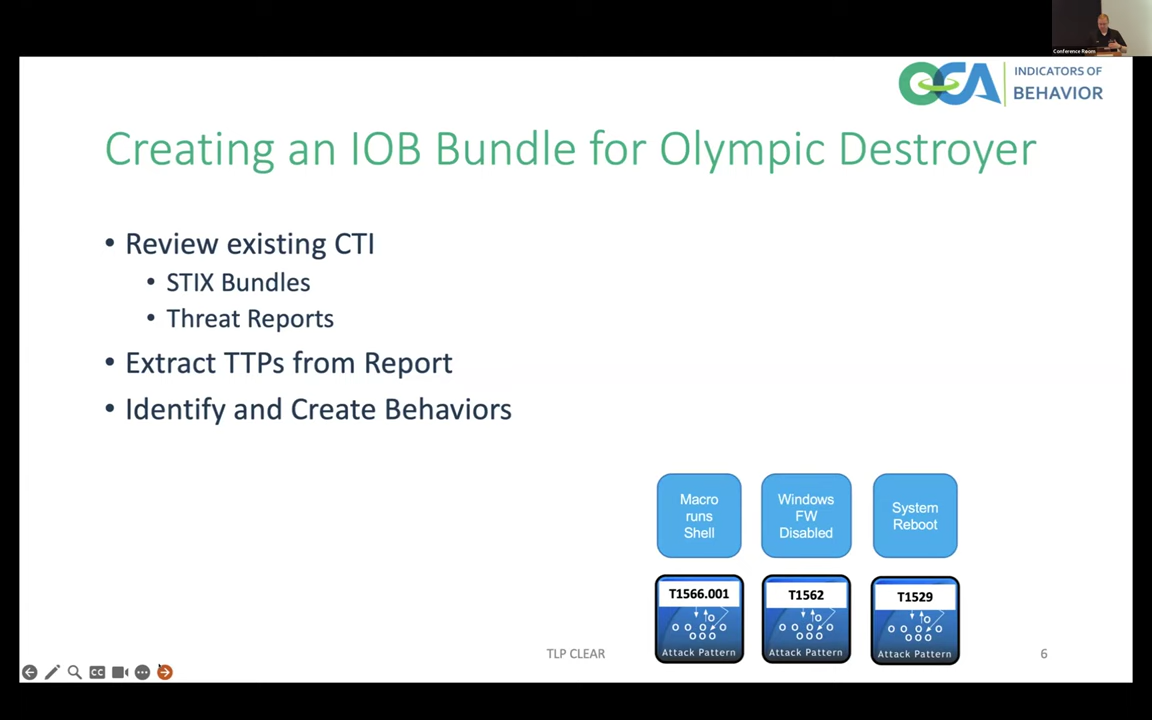 Conference Room
OCA
INDICATORS OF
BEHAVIOR
Creating an IOB Bundle for Olympic Destroyer
• Review existing CTI
• STIX Bundles
• Threat Reports
• Extract TTPs from Report
• Identify and Create Behaviors
Macro
runs
Shell
Windows
FW
Disabled
System
Reboot
T1566.001
Attack Pattern
T1562
Attack Pattern
T1529
Attack Pattern
TLP CLEAR
6
CC